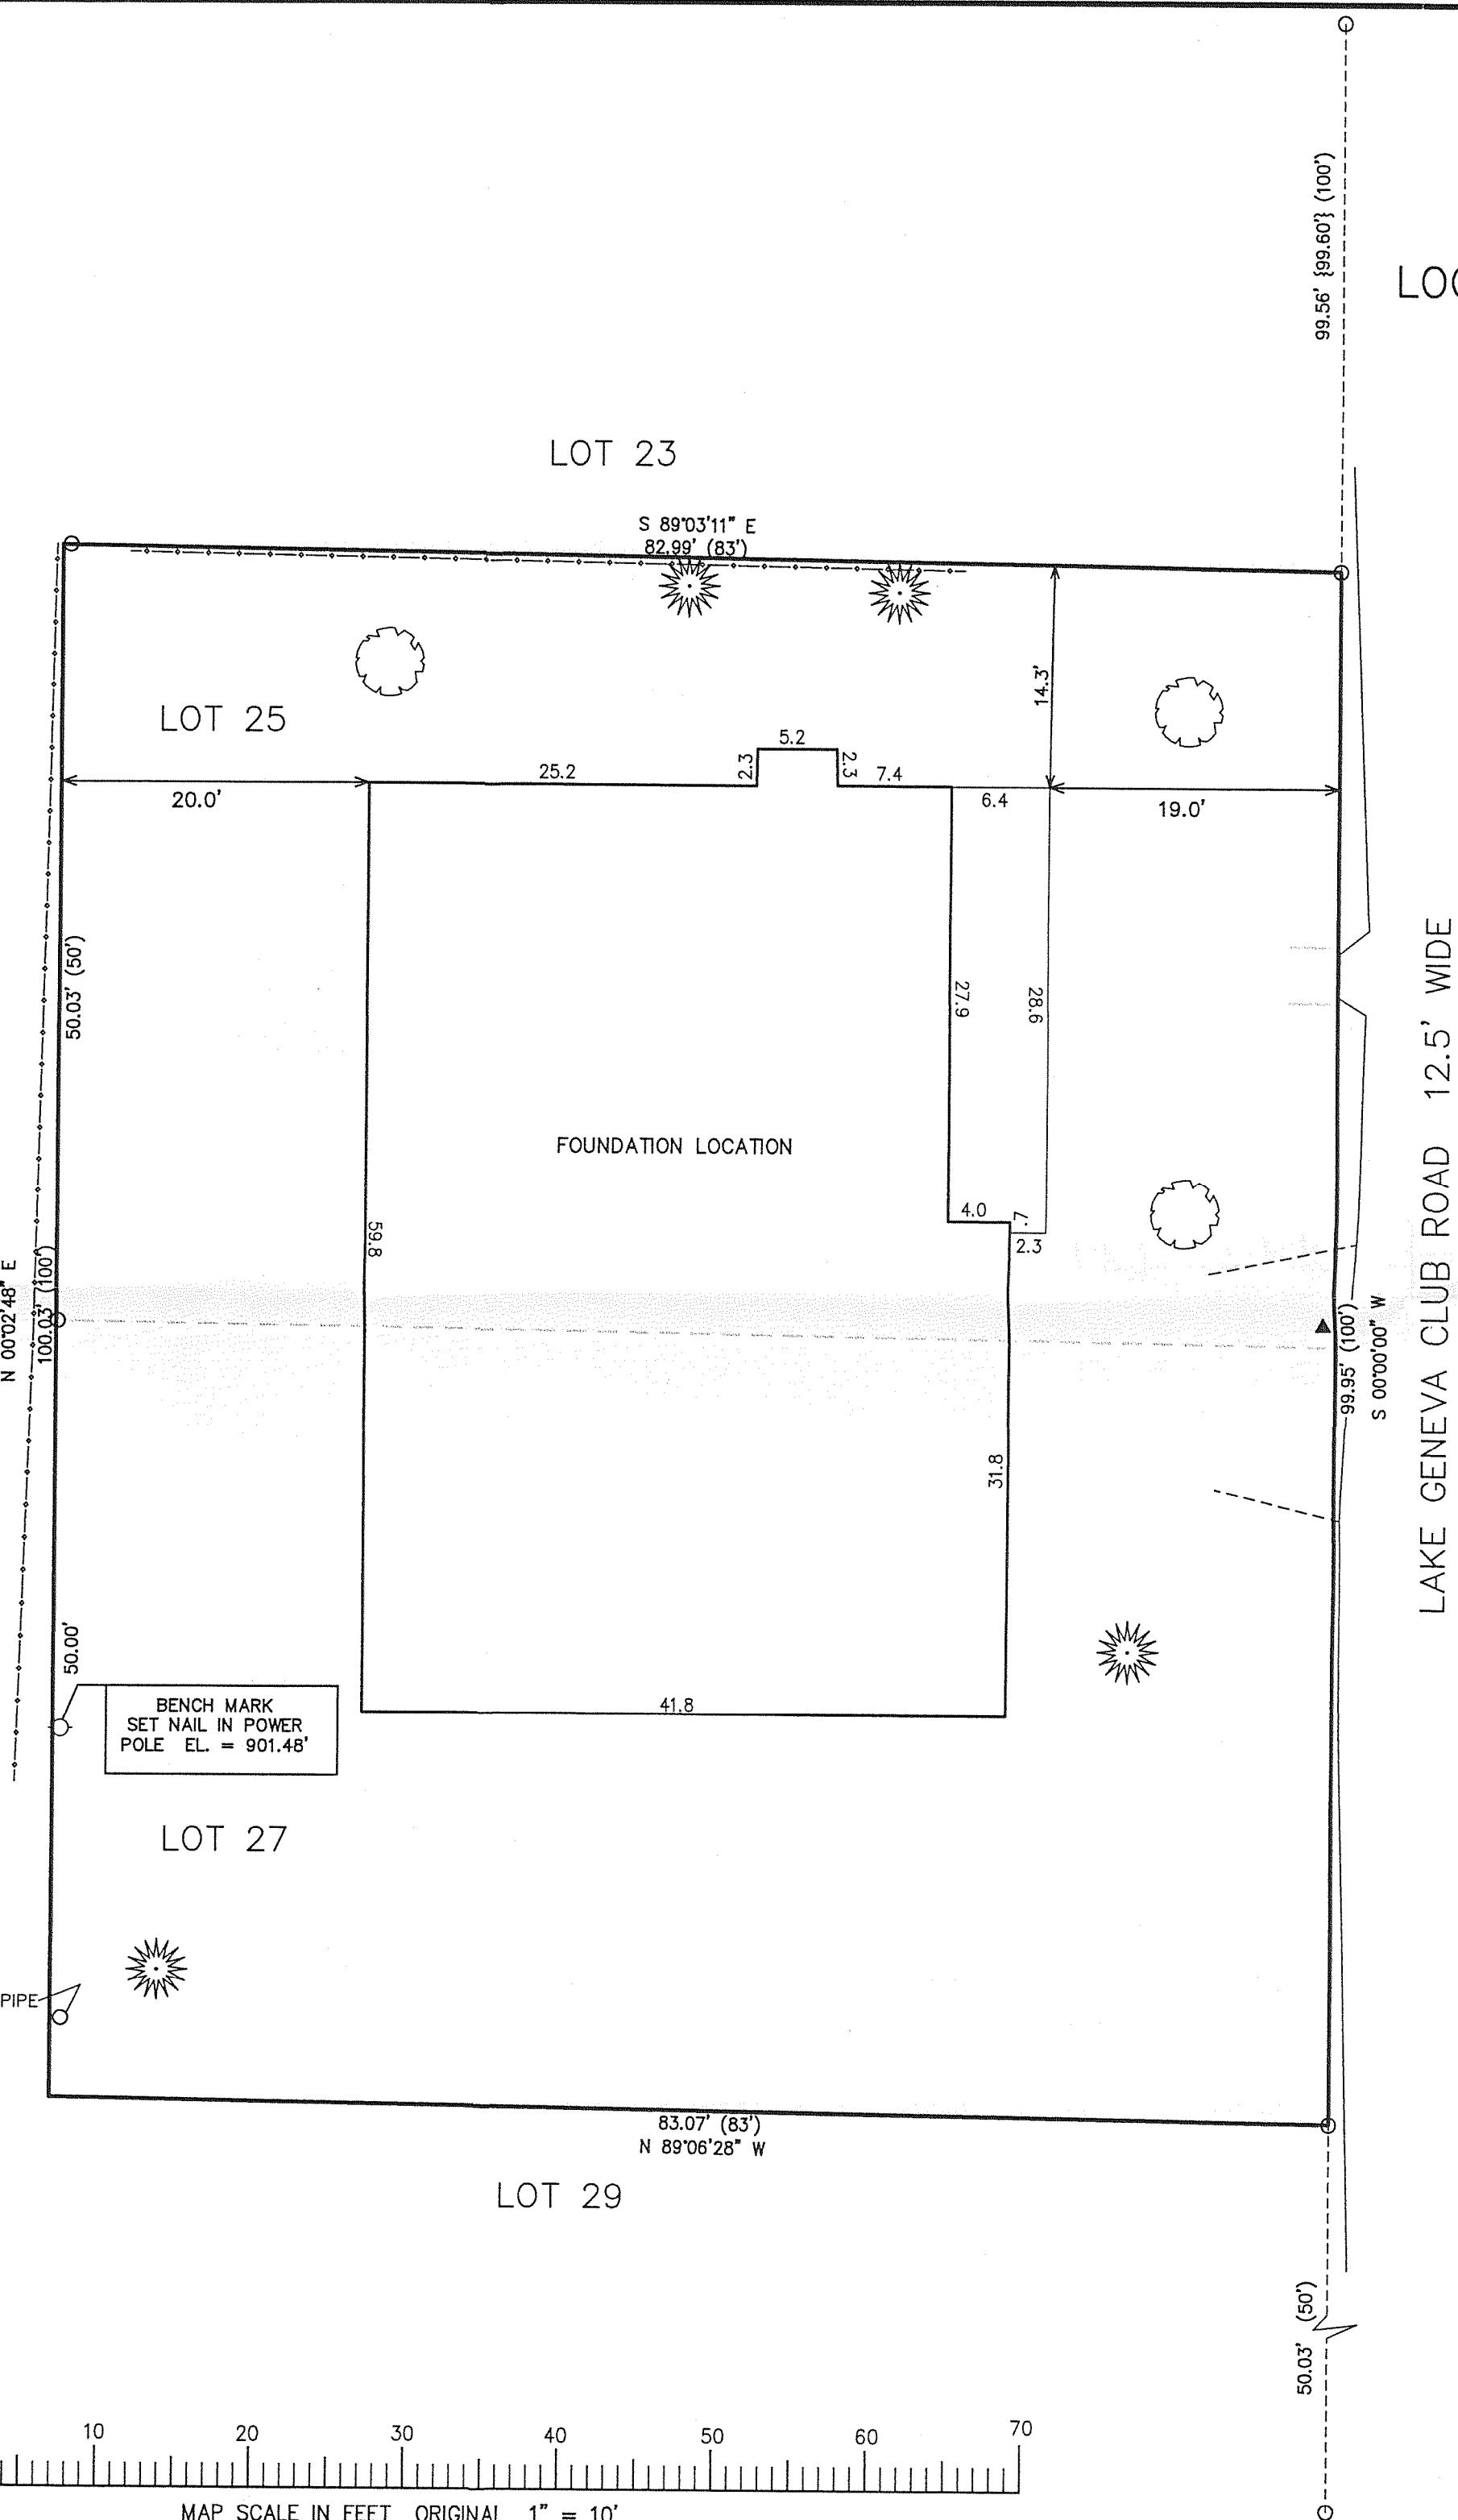 99.56' }99.60'} (100')
LOT 23
S 89°03'11" E
82.99' (83')
14.3'
LOT 25
5.2
2.3
2.3
25.2
7.4
20.0'
6.4
19.0'
50.03' (50')
27.9
28.6
LAKE GENEVA CLUB ROAD 12.5' WIDE
FOUNDATION LOCATION
4.0
.7
2.3
59.8
N 00°02'48" E
100.03' (100')
99.95' (100')
S 00°00'00" W
31.8
50.00'
41.8
BENCH MARK
SET NAIL IN POWER
POLE EL. = 901.48'
LOT 27
PIPE
83.07' (83')
N 89°06'28" W
LOT 29
50.03' (50')
10 20 30 40 50 60 70
MAP SCALE IN FEET ORIGINAL 1" = 10'